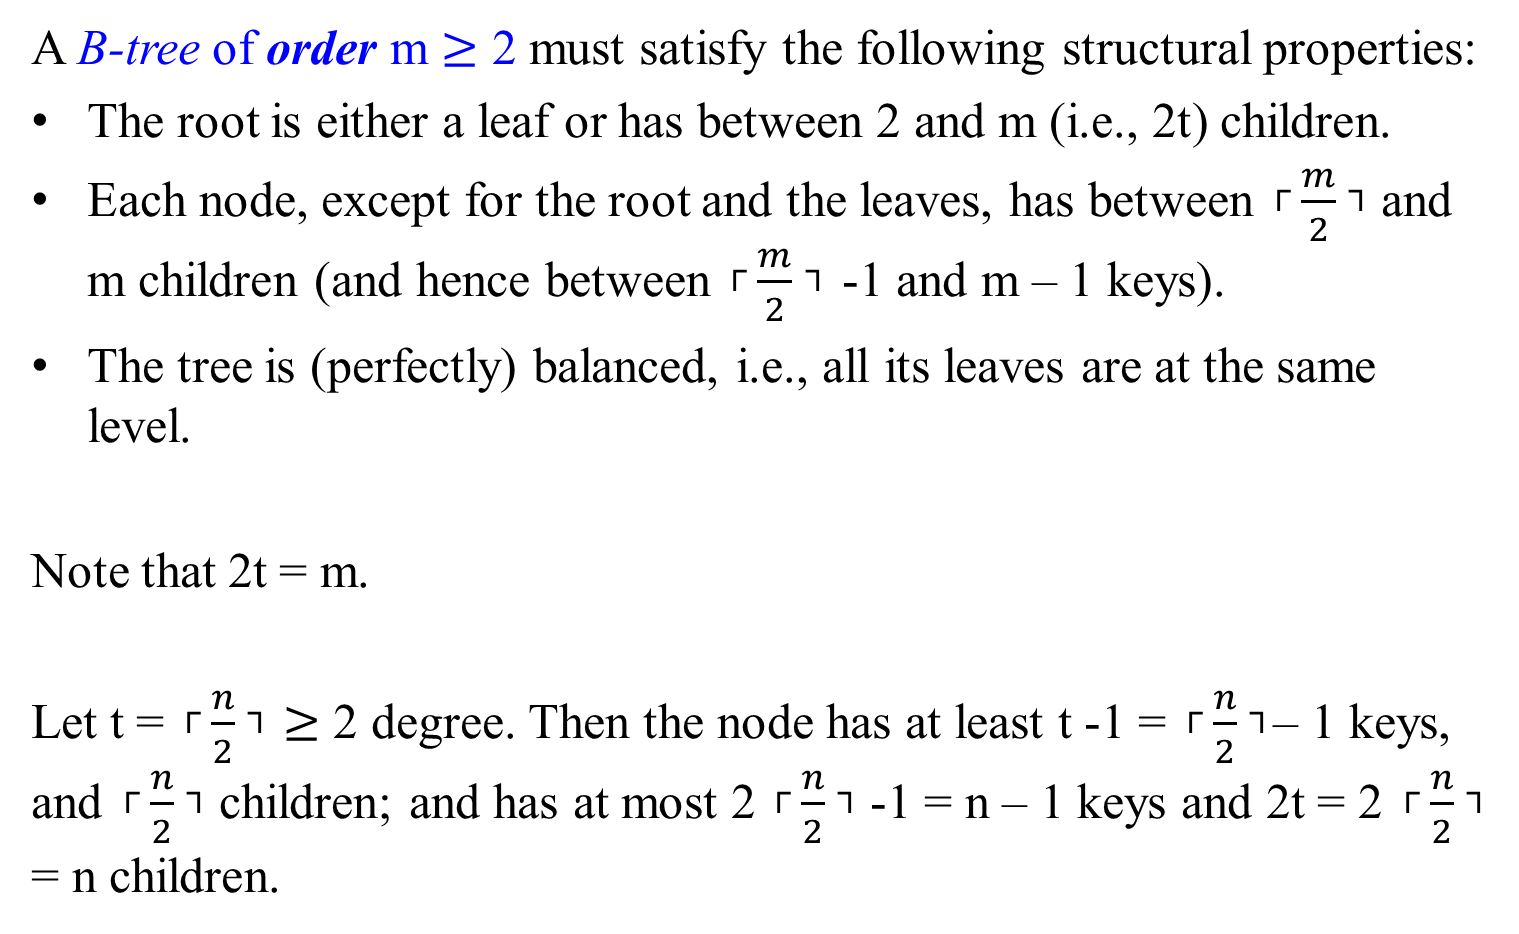 A B-tree of order m ≥ 2 must satisfy the following structural properties:
• The root is either a leaf or has between 2 and m (i.e., 2t) children.
• Each node, except for the root and the leaves, has between ⌈m/2⌉ and
m children (and hence between ⌈m/2⌉ -1 and m – 1 keys).
• The tree is (perfectly) balanced, i.e., all its leaves are at the same
level.
Note that 2t = m.
Let t = ⌈n/2⌉ ≥ 2 degree. Then the node has at least t -1 = ⌈n/2⌉– 1 keys,
and ⌈n/2⌉ children; and has at most 2 ⌈n/2⌉ -1 = n – 1 keys and 2t = 2 ⌈n/2⌉
= n children.